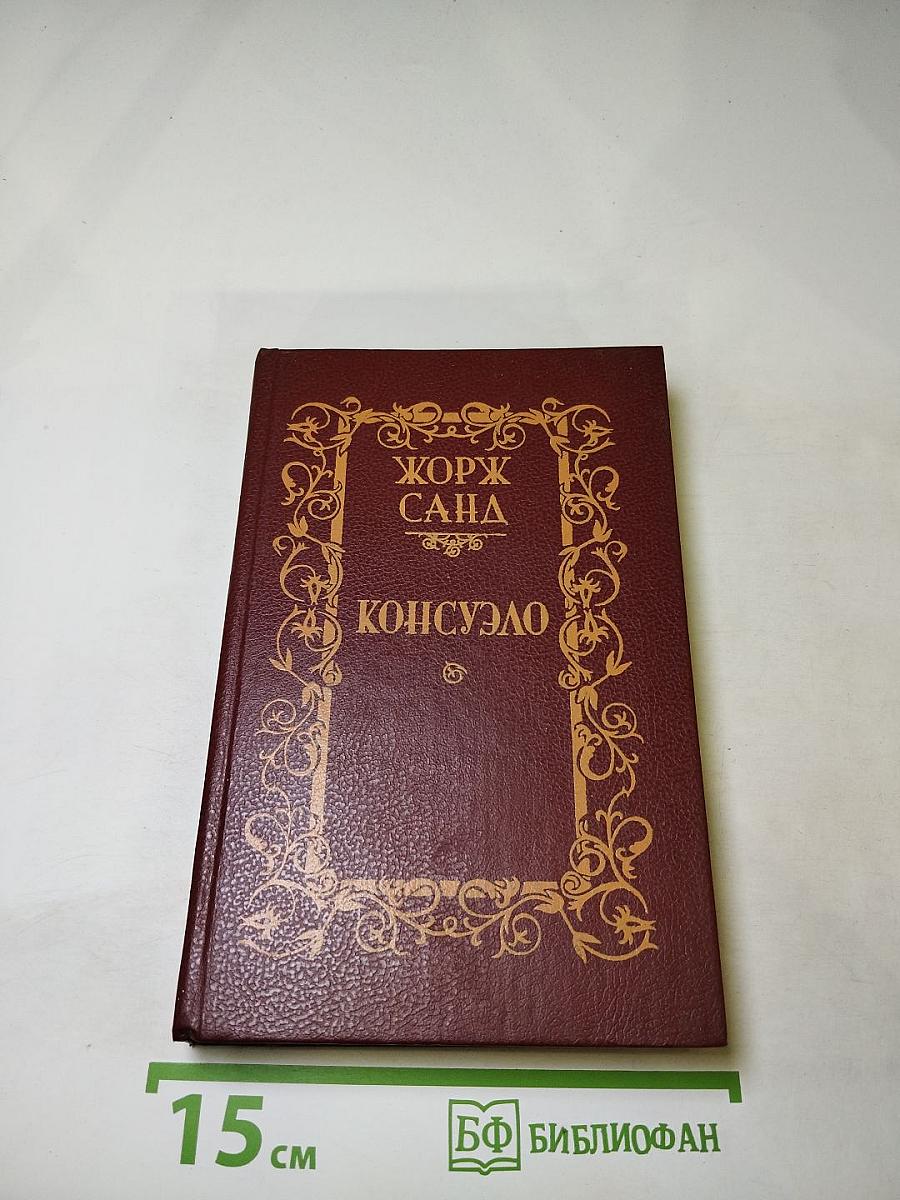 ЖОРЖ
САНД
КОНСУЭЛО
15 см
БФ БИБЛИОФАН